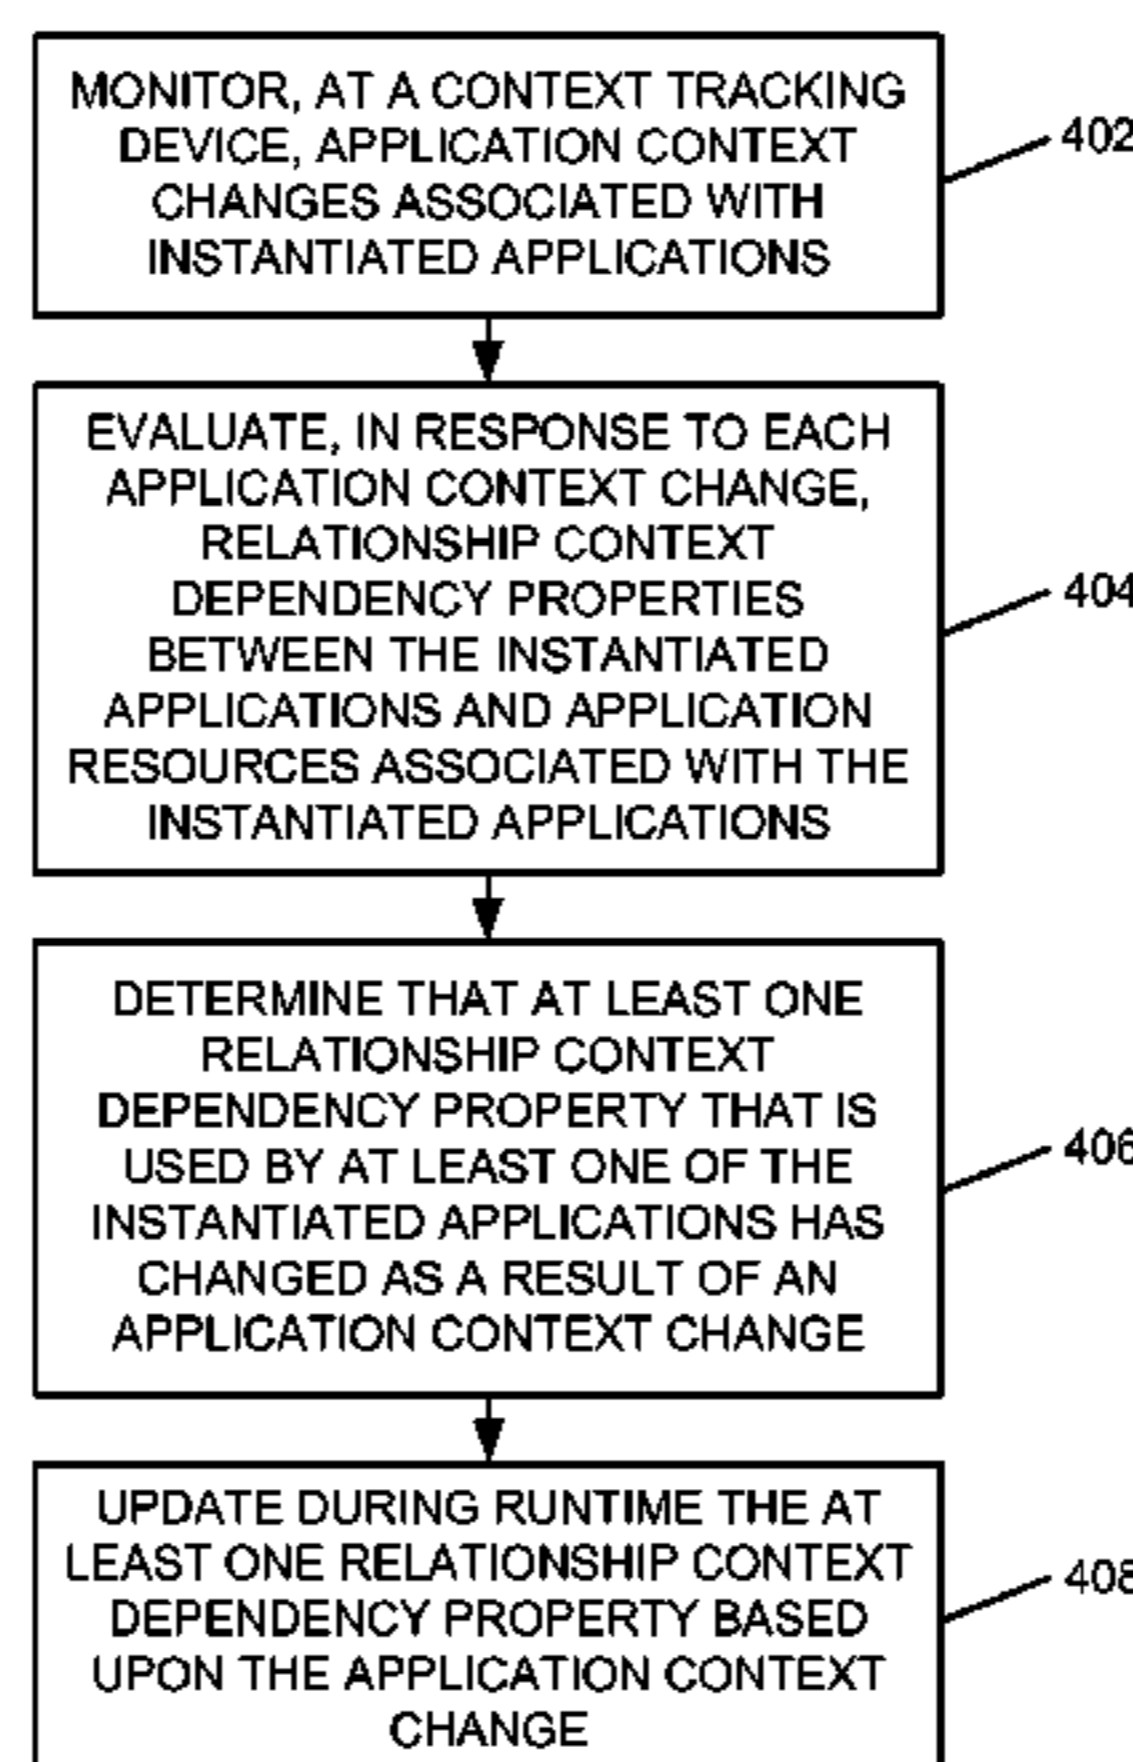 MONITOR, AT A CONTEXT TRACKING
DEVICE, APPLICATION CONTEXT
CHANGES ASSOCIATED WITH
INSTANTIATED APPLICATIONS
402
EVALUATE, IN RESPONSE TO EACH
APPLICATION CONTEXT CHANGE,
RELATIONSHIP CONTEXT
DEPENDENCY PROPERTIES
BETWEEN THE INSTANTIATED
APPLICATIONS AND APPLICATION
RESOURCES ASSOCIATED WITH THE
INSTANTIATED APPLICATIONS
404
DETERMINE THAT AT LEAST ONE
RELATIONSHIP CONTEXT
DEPENDENCY PROPERTY THAT IS
USED BY AT LEAST ONE OF THE
INSTANTIATED APPLICATIONS HAS
CHANGED AS A RESULT OF AN
APPLICATION CONTEXT CHANGE
406
UPDATE DURING RUNTIME THE AT
LEAST ONE RELATIONSHIP CONTEXT
DEPENDENCY PROPERTY BASED
UPON THE APPLICATION CONTEXT
CHANGE
408